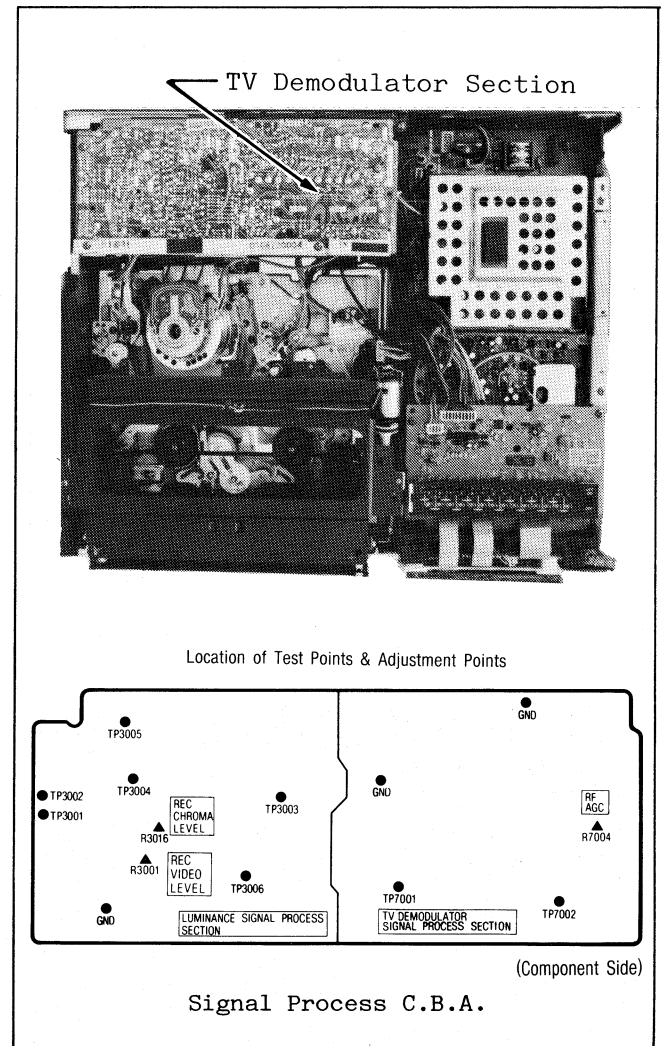 TV Demodulator Section
Location of Test Points & Adjustment Points
GND
TP3005
TP3004
GND
TP3002
TP3001
TP3003
REC
CHROMA
LEVEL
R3016
RF
AGC
R7004
R3001
REC
VIDEO
LEVEL
TP3006
TP7001
TP7002
GND
LUMINANCE SIGNAL PROCESS
SECTION
TV DEMODULATOR
SIGNAL PROCESS SECTION
(Component Side)
Signal Process C.B.A.